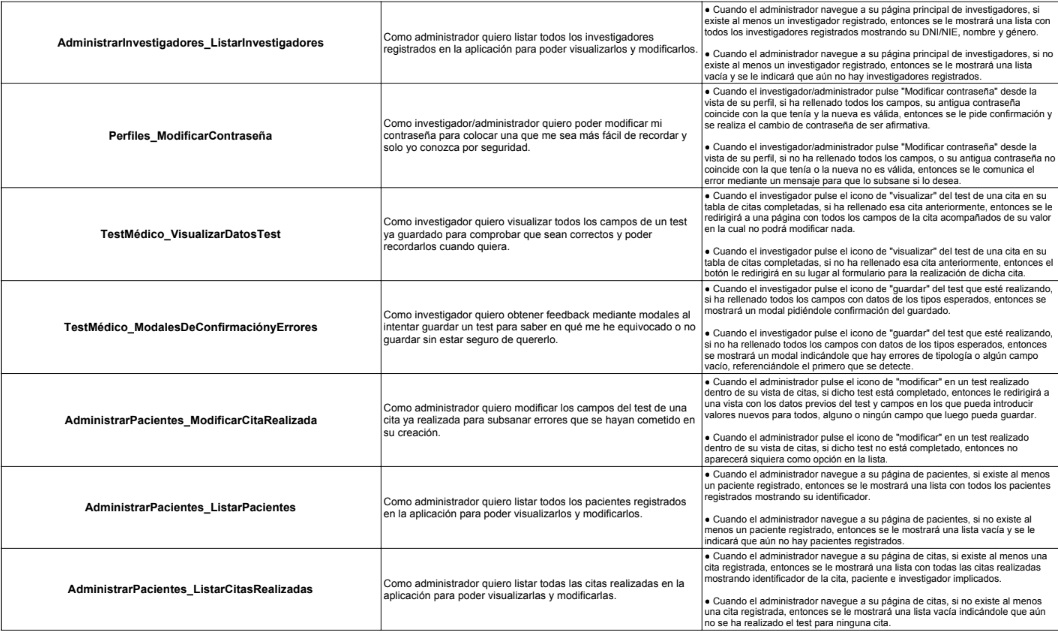 AdministrarInvestigadores_ListarInvestigadores
Como administrador quiero listar todos los investigadores
registrados en la aplicación para poder visualizarlos y modificarlos.
● Cuando el administrador navegue a su página principal de investigadores, si
existe al menos un investigador registrado, entonces se le mostrará una lista con
todos los investigadores registrados mostrando su DNI/NIE, nombre y género.
● Cuando el administrador navegue a su página principal de investigadores, si no
existe al menos un investigador registrado, entonces se le mostrará una lista
vacía y se le indicará que aún no hay investigadores registrados.
Perfiles_ModificarContraseña
Como investigador/administrador quiero poder modificar mi
contraseña para colocar una que me sea más fácil de recordar y
solo yo conozca por seguridad.
● Cuando el investigador/administrador pulse "Modificar contraseña" desde la
vista de su perfil, si ha rellenado todos los campos, su antigua contraseña
coincide con la que tenía y la nueva es válida, entonces se le pide confirmación y
se realiza el cambio de contraseña de ser afirmativa.
● Cuando el investigador/administrador pulse "Modificar contraseña" desde la
vista de su perfil, si no ha rellenado todos los campos, o su antigua contraseña no
coincide con la que tenía o la nueva no es válida, entonces se le comunica el
error mediante un mensaje para que lo subsane si lo desea.
TestMédico_VisualizarDatosTest
Como investigador quiero visualizar todos los campos de un test
ya guardado para comprobar que sean correctos y poder
recordarlos cuando quiera.
● Cuando el investigador pulse el icono de "visualizar" del test de una cita en su
tabla de citas completadas, si ha rellenado esa cita anteriormente, entonces se le
redirigirá a una página con todos los campos de la cita acompañados de su valor
en la cual no podrá modificar nada.
● Cuando el investigador pulse el icono de "visualizar" del test de una cita en su
tabla de citas completadas, si no ha rellenado esa cita anteriormente, entonces el
botón le redirigirá en su lugar al formulario para la realización de dicha cita.
TestMédico_ModalesDeConfirmaciónyErrores
Como investigador quiero obtener feedback mediante modales al
intentar guardar un test para saber en qué me he equivocado o no
guardar sin estar seguro de quererlo.
● Cuando el investigador pulse el icono de "guardar" del test que esté realizando,
si ha rellenado todos los campos con datos de los tipos esperados, entonces se
mostrará un modal pidiéndole confirmación del guardado.
● Cuando el investigador pulse el icono de "guardar" del test que esté realizando,
si no ha rellenado todos los campos con datos de los tipos esperados, entonces
se mostrará un modal indicándole que hay errores de tipología o algún campo
vacío, referenciándole el primero que se detecte.
AdministrarPacientes_ModificarCitaRealizada
Como administrador quiero modificar los campos del test de una
cita ya realizada para subsanar errores que se hayan cometido en
su creación.
● Cuando el administrador pulse el icono de "modificar" en un test realizado
dentro de su vista de citas, si dicho test está completado, entonces le redirigirá a
una vista con los datos previos del test y campos en los que pueda introducir
valores nuevos para todos, alguno o ningún campo que luego pueda guardar.
● Cuando el administrador pulse el icono de "modificar" en un test realizado
dentro de su vista de citas, si dicho test no está completado, entonces no
aparecerá siquiera como opción en la lista.
AdministrarPacientes_ListarPacientes
Como administrador quiero listar todos los pacientes registrados
en la aplicación para poder visualizarlos y modificarlos.
● Cuando el administrador navegue a su página de pacientes, si existe al menos
un paciente registrado, entonces se le mostrará una lista con todos los pacientes
registrados mostrando su identificador.
● Cuando el administrador navegue a su página de pacientes, si no existe al
menos un paciente registrado, entonces se le mostrará una lista vacía y se le
indicará que aún no hay pacientes registrados.
AdministrarPacientes_ListarCitasRealizadas
Como administrador quiero listar todas las citas realizadas en la
aplicación para poder visualizarlas y modificarlas.
● Cuando el administrador navegue a su página de citas, si existe al menos una
cita registrada, entonces se le mostrará una lista con todas las citas realizadas
mostrando identificador de la cita, paciente e investigador implicados.
● Cuando el administrador navegue a su página de citas, si no existe al menos
una cita registrada, entonces se le mostrará una lista vacía indicándole que aún
no se ha realizado el test para ninguna cita.